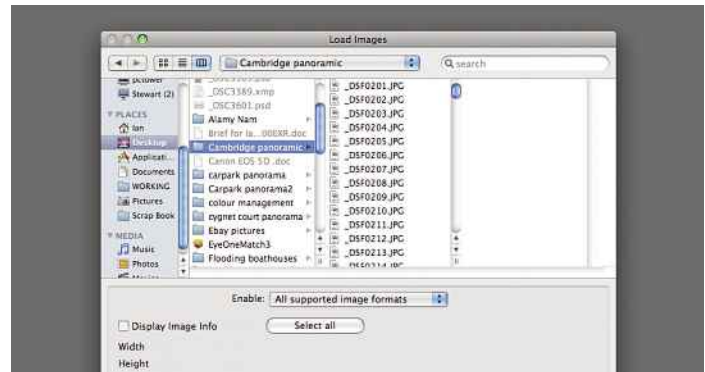 Load Images
Cambridge panoramic
search
pctower
Stewart (2)
PLACES
Ian
Desktop
Applicati...
Documents
WORKING
Pictures
Scrap Book
MEDIA
Music
Photos
_DSC3389.xmp
_DSC3601.psd
Alamy Nam
Brief for la...00EXR.doc
Cambridge panoramic
Canon EOS 5D .doc
carpark panorama
Carpark panorama2
colour management
cygnet court panorama
Ebay pictures
EyeOneMatch3
Flooding boathouses
_DSF0201.JPG
_DSF0202.JPG
_DSF0203.JPG
_DSF0204.JPG
_DSF0205.JPG
_DSF0206.JPG
_DSF0207.JPG
_DSF0208.JPG
_DSF0209.JPG
_DSF0210.JPG
_DSF0211.JPG
_DSF0212.JPG
_DSF0213.JPG
_DSF0214.JPG
Enable: All supported image formats
Display Image Info
Select all
Width
Height